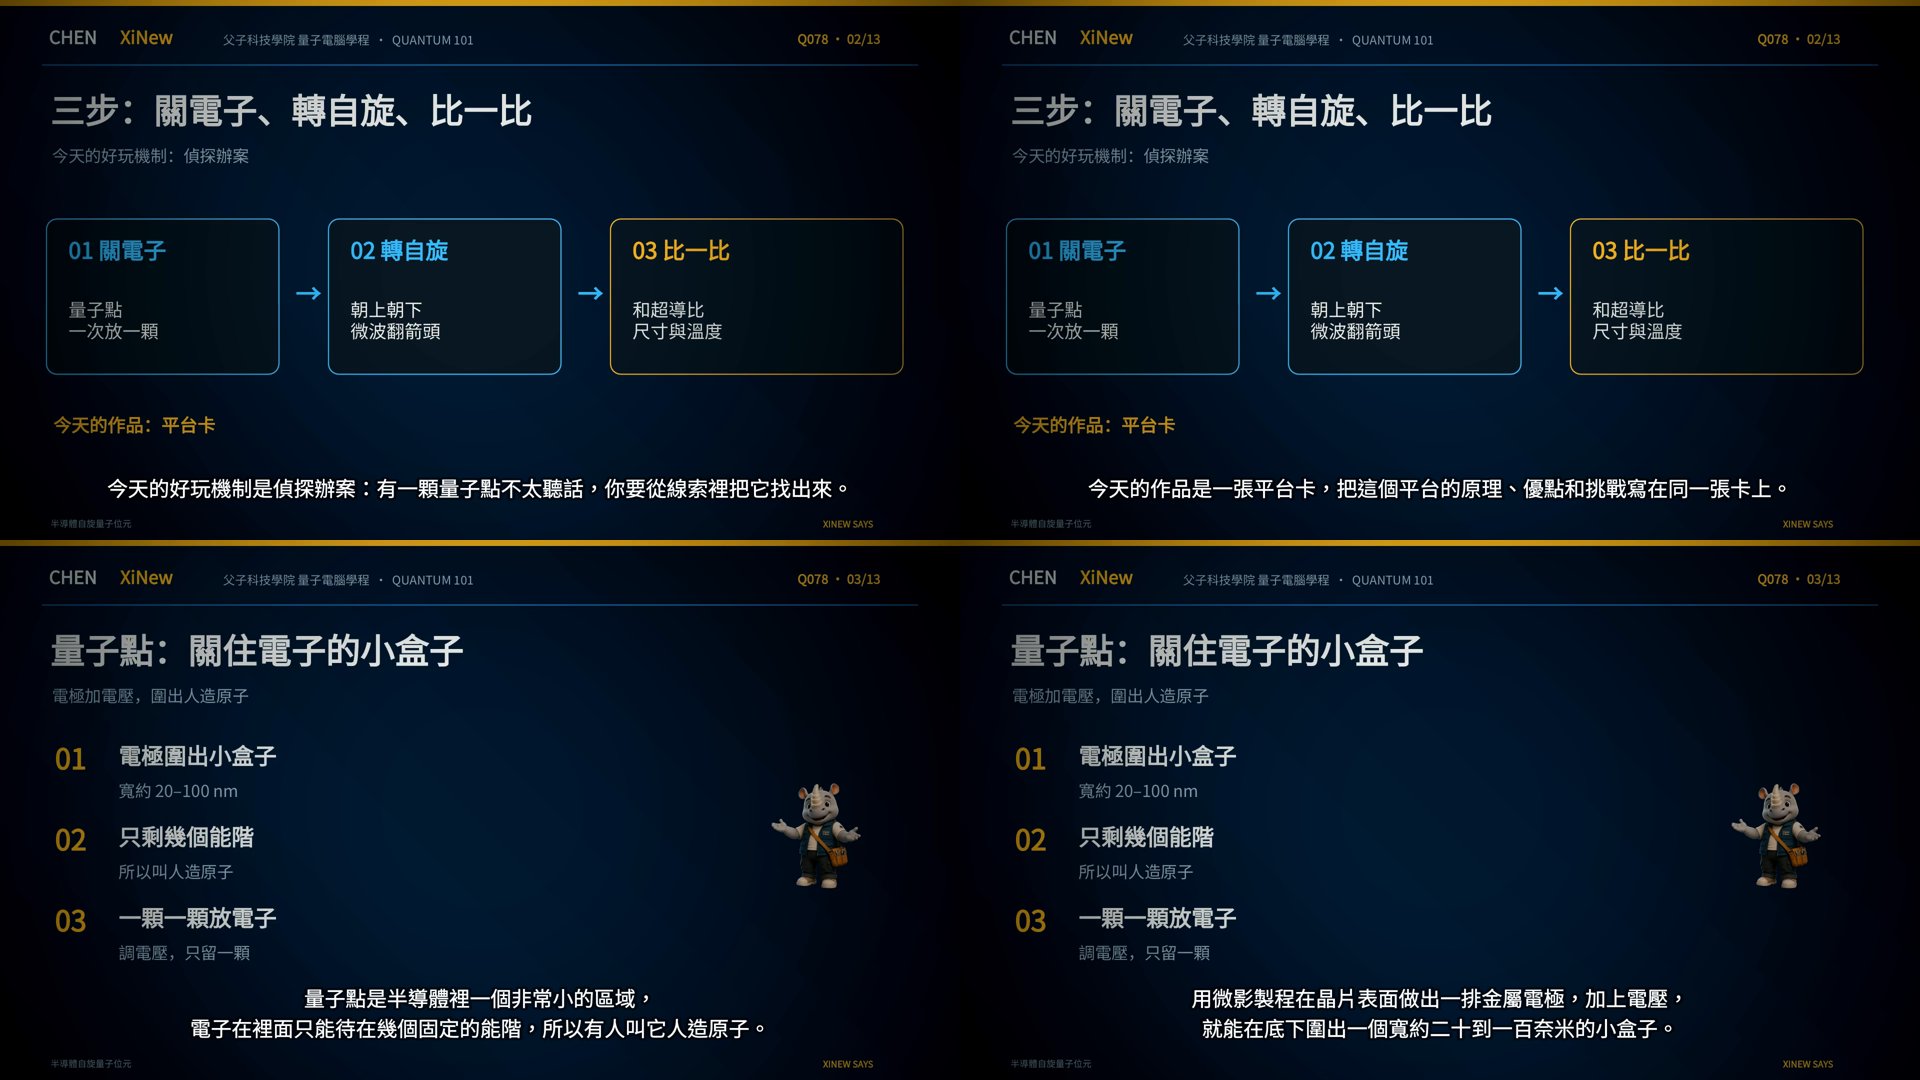 CHEN XiNew 父子科技學院 量子電腦學程 · QUANTUM 101 Q078 · 02/13
三步：關電子、轉自旋、比一比
今天的好玩機制：偵探辦案
01 關電子
量子點
一次放一顆
→
02 轉自旋
朝上朝下
微波翻箭頭
→
03 比一比
和超導比
尺寸與溫度
今天的作品：平台卡
今天的好玩機制是偵探辦案：有一顆量子點不太聽話，你要從線索裡把它找出來。
半導體自旋量子位元 XINEW SAYS
CHEN XiNew 父子科技學院 量子電腦學程 · QUANTUM 101 Q078 · 02/13
三步：關電子、轉自旋、比一比
今天的好玩機制：偵探辦案
01 關電子
量子點
一次放一顆
→
02 轉自旋
朝上朝下
微波翻箭頭
→
03 比一比
和超導比
尺寸與溫度
今天的作品：平台卡
今天的作品是一張平台卡，把這個平台的原理、優點和挑戰寫在同一張卡上。
半導體自旋量子位元 XINEW SAYS
CHEN XiNew 父子科技學院 量子電腦學程 · QUANTUM 101 Q078 · 03/13
量子點：關住電子的小盒子
電極加電壓，圍出人造原子
01 電極圍出小盒子
寬約 20–100 nm
02 只剩幾個能階
所以叫人造原子
03 一顆一顆放電子
調電壓，只留一顆
量子點是半導體裡一個非常小的區域，
電子在裡面只能待在幾個固定的能階，所以有人叫它人造原子。
半導體自旋量子位元 XINEW SAYS
CHEN XiNew 父子科技學院 量子電腦學程 · QUANTUM 101 Q078 · 03/13
量子點：關住電子的小盒子
電極加電壓，圍出人造原子
01 電極圍出小盒子
寬約 20–100 nm
02 只剩幾個能階
所以叫人造原子
03 一顆一顆放電子
調電壓，只留一顆
用微影製程在晶片表面做出一排金屬電極，加上電壓，
就能在底下圍出一個寬約二十到一百奈米的小盒子。
半導體自旋量子位元 XINEW SAYS